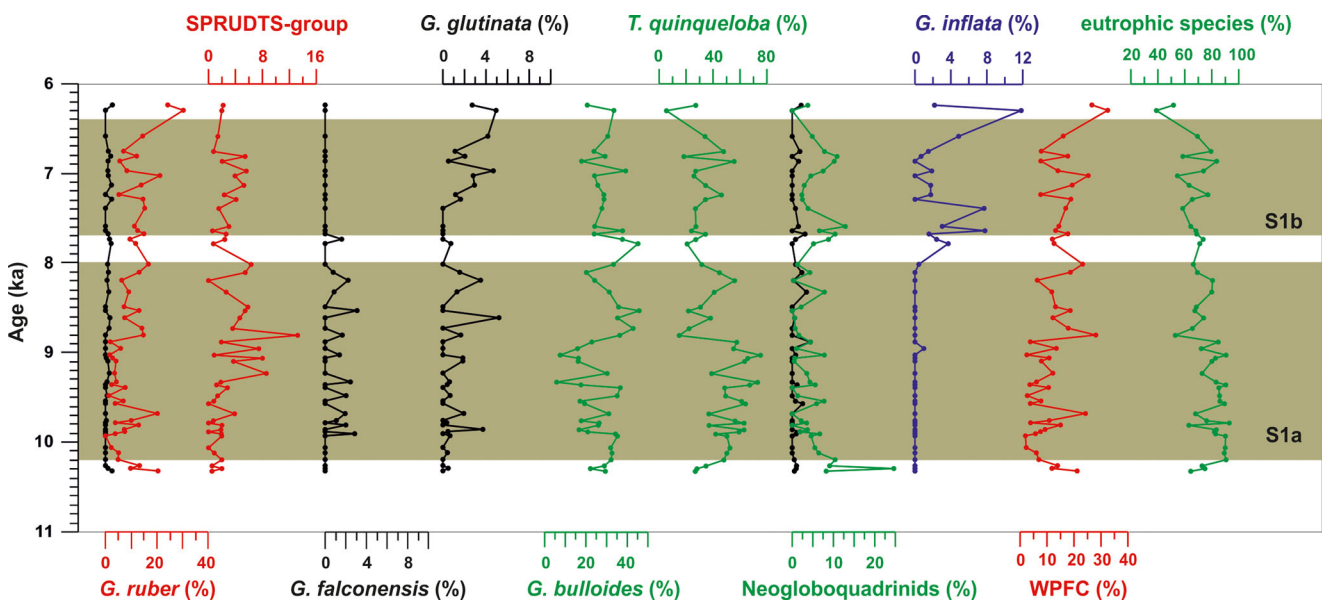 SPRUDTS-group G. glutinata (%) T. quinqueloba (%) G. inflata (%) eutrophic species (%)
0 8 16 0 4 8 0 40 80 0 4 8 12 20 40 60 80 100
6
7
8
9
10
11
Age (ka)
S1b
S1a
0 20 40 0 4 8 0 20 40 0 10 20 0 10 20 30 40
G. ruber (%) G. falconensis (%) G. bulloides (%) Neogloboquadrinids (%) WPFC (%)